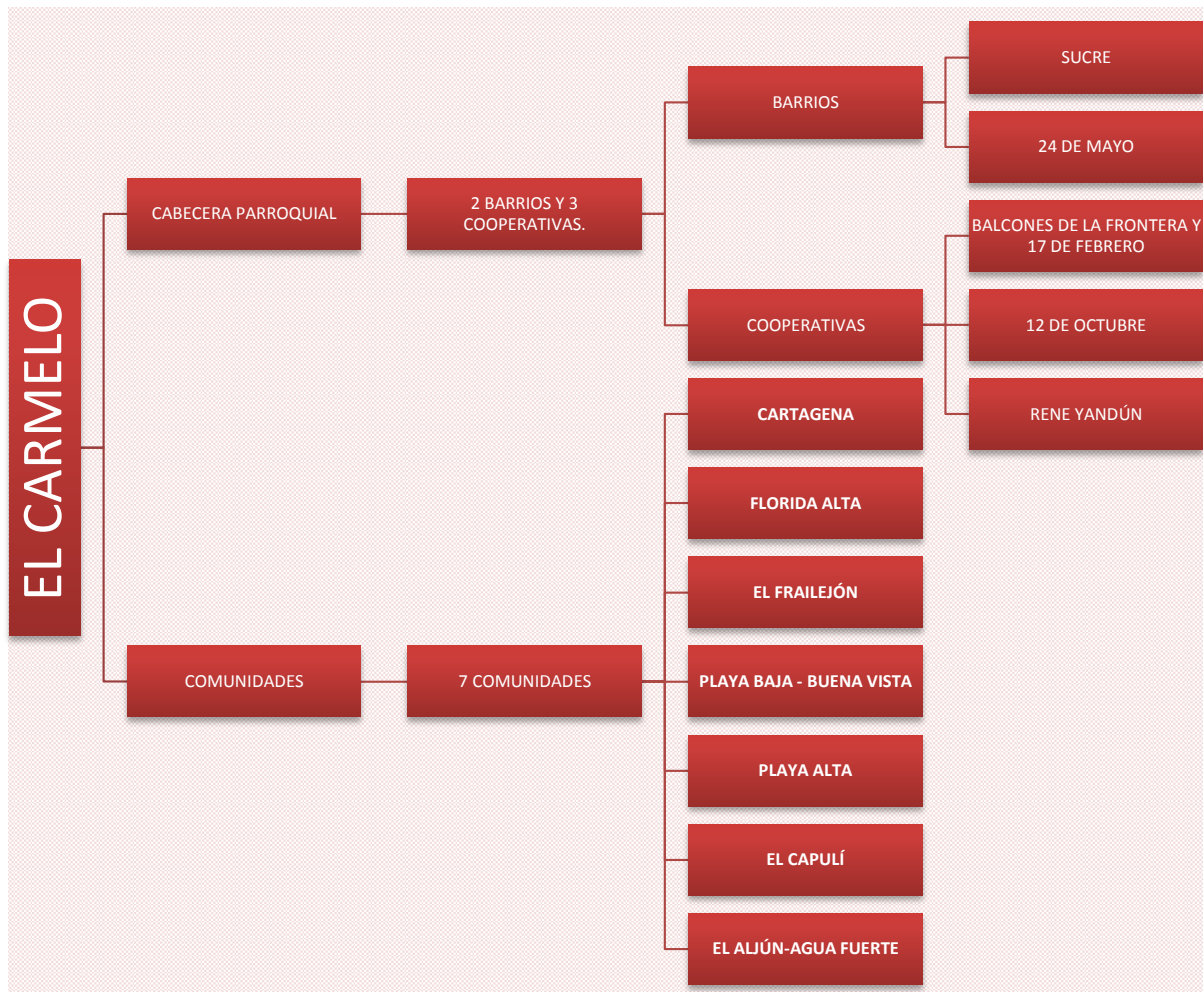 EL CARMELO
CABECERA PARROQUIAL
2 BARRIOS Y 3
COOPERATIVAS.
BARRIOS
SUCRE
24 DE MAYO
COOPERATIVAS
BALCONES DE LA FRONTERA Y
17 DE FEBRERO
12 DE OCTUBRE
RENE YANDÚN
COMUNIDADES
7 COMUNIDADES
CARTAGENA
FLORIDA ALTA
EL FRAILEJÓN
PLAYA BAJA - BUENA VISTA
PLAYA ALTA
EL CAPULÍ
EL ALJÚN-AGUA FUERTE